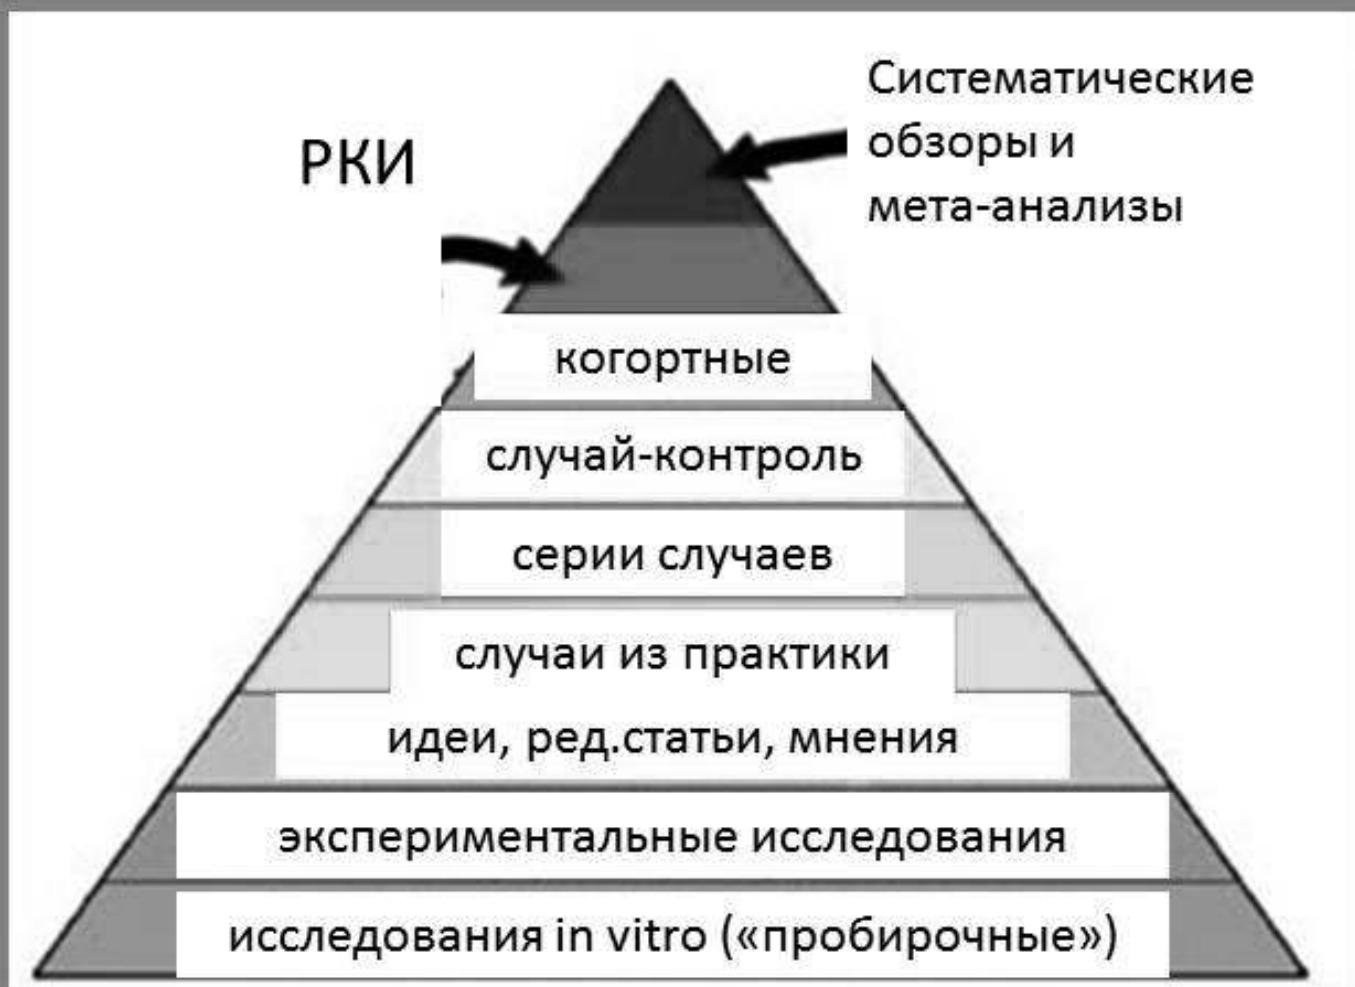 Систематические
обзоры и
мета-анализы
РКИ
когортные
случай-контроль
серии случаев
случаи из практики
идеи, ред.статьи, мнения
экспериментальные исследования
исследования in vitro («пробирочные»)